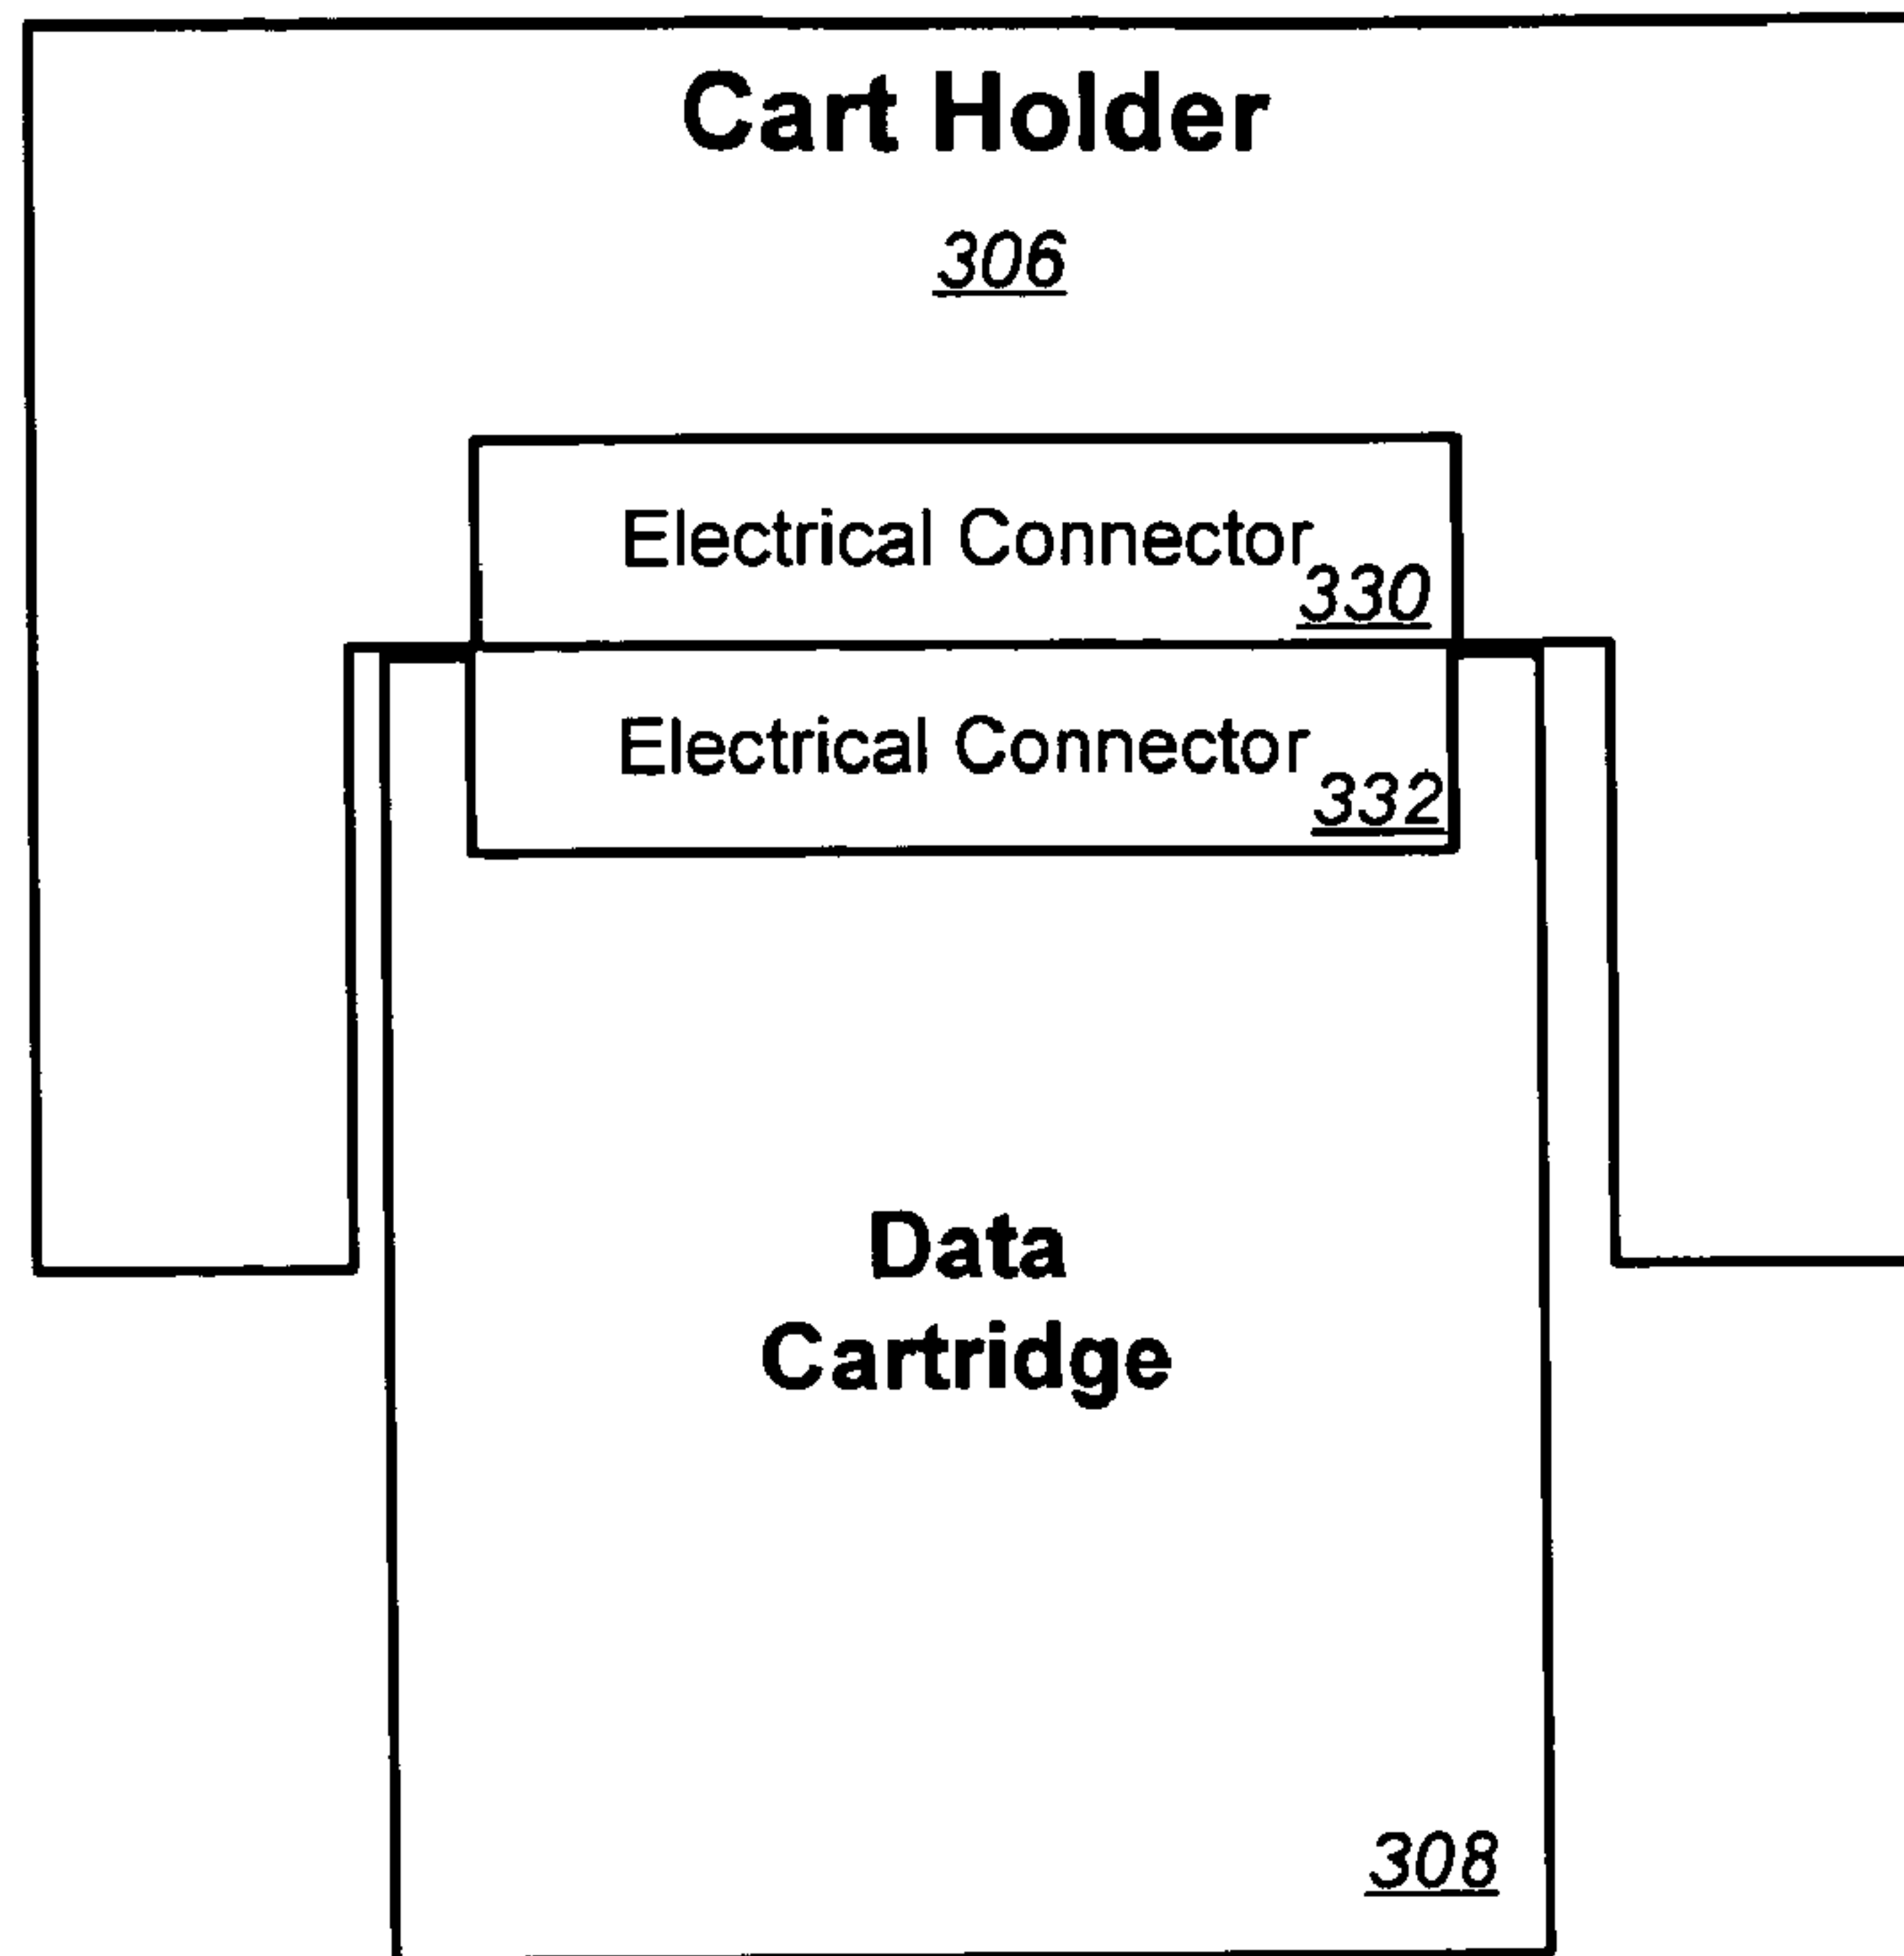 Cart Holder
306
Electrical Connector
330
Electrical Connector
332
Data
Cartridge
308